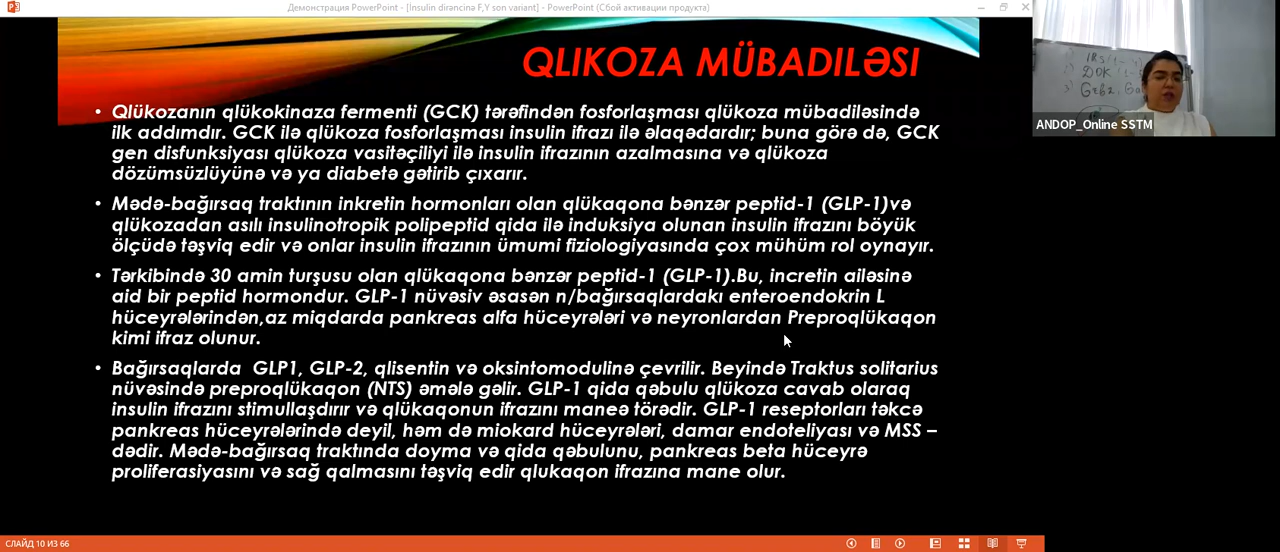 Демонстрация PowerPoint - [Insulin dirəncinə F,Y son variant] - PowerPoint (Сбой активации продукта)
QLIKOZA MÜBADILƏSI
• Qlükozanın qlükokinaza fermenti (GCK) tərəfindən fosforlaşması qlükoza mübadiləsində
ilk addımdır. GCK ilə qlükoza fosforlaşması insulin ifrazı ilə əlaqədardır; buna görə də, GCK
gen disfunksiyası qlükoza vasitəçiliyi ilə insulin ifrazının azalmasına və qlükoza
dözümsüzlüyünə və ya diabetə gətirib çıxarır.
• Mədə-bağırsaq traktının inkretin hormonları olan qlükaqona bənzər peptid-1 (GLP-1)və
qlükozadan asılı insulinotropik polipeptid qida ilə induksiya olunan insulin ifrazını böyük
ölçüdə təşviq edir və onlar insulin ifrazının ümumi fiziologiyasında çox mühüm rol oynayır.
• Tərkibində 30 amin turşusu olan qlükaqona bənzər peptid-1 (GLP-1).Bu, incretin ailəsinə
aid bir peptid hormondur. GLP-1 nüvəsiv əsasən n/bağırsaqlardakı enteroendokrin L
hüceyrələrindən,az miqdarda pankreas alfa hüceyrələri və neyronlardan Preproqlükaqon
kimi ifraz olunur.
• Bağırsaqlarda GLP1, GLP-2, qlisentin və oksintomodulinə çevrilir. Beyində Traktus solitarius
nüvəsində preproqlükaqon (NTS) əmələ gəlir. GLP-1 qida qəbulu qlükoza cavab olaraq
insulin ifrazını stimullaşdırır və qlükaqonun ifrazını maneə törədir. GLP-1 reseptorları təkcə
pankreas hüceyrələrində deyil, həm də miokard hüceyrələri, damar endoteliyası və MSS –
dədir. Mədə-bağırsaq traktında doyma və qida qəbulunu, pankreas beta hüceyrə
proliferasiyasını və sağ qalmasını təşviq edir qlukaqon ifrazına mane olur.
СЛАЙД 10 ИЗ 66
ANDOP_Online SSTM